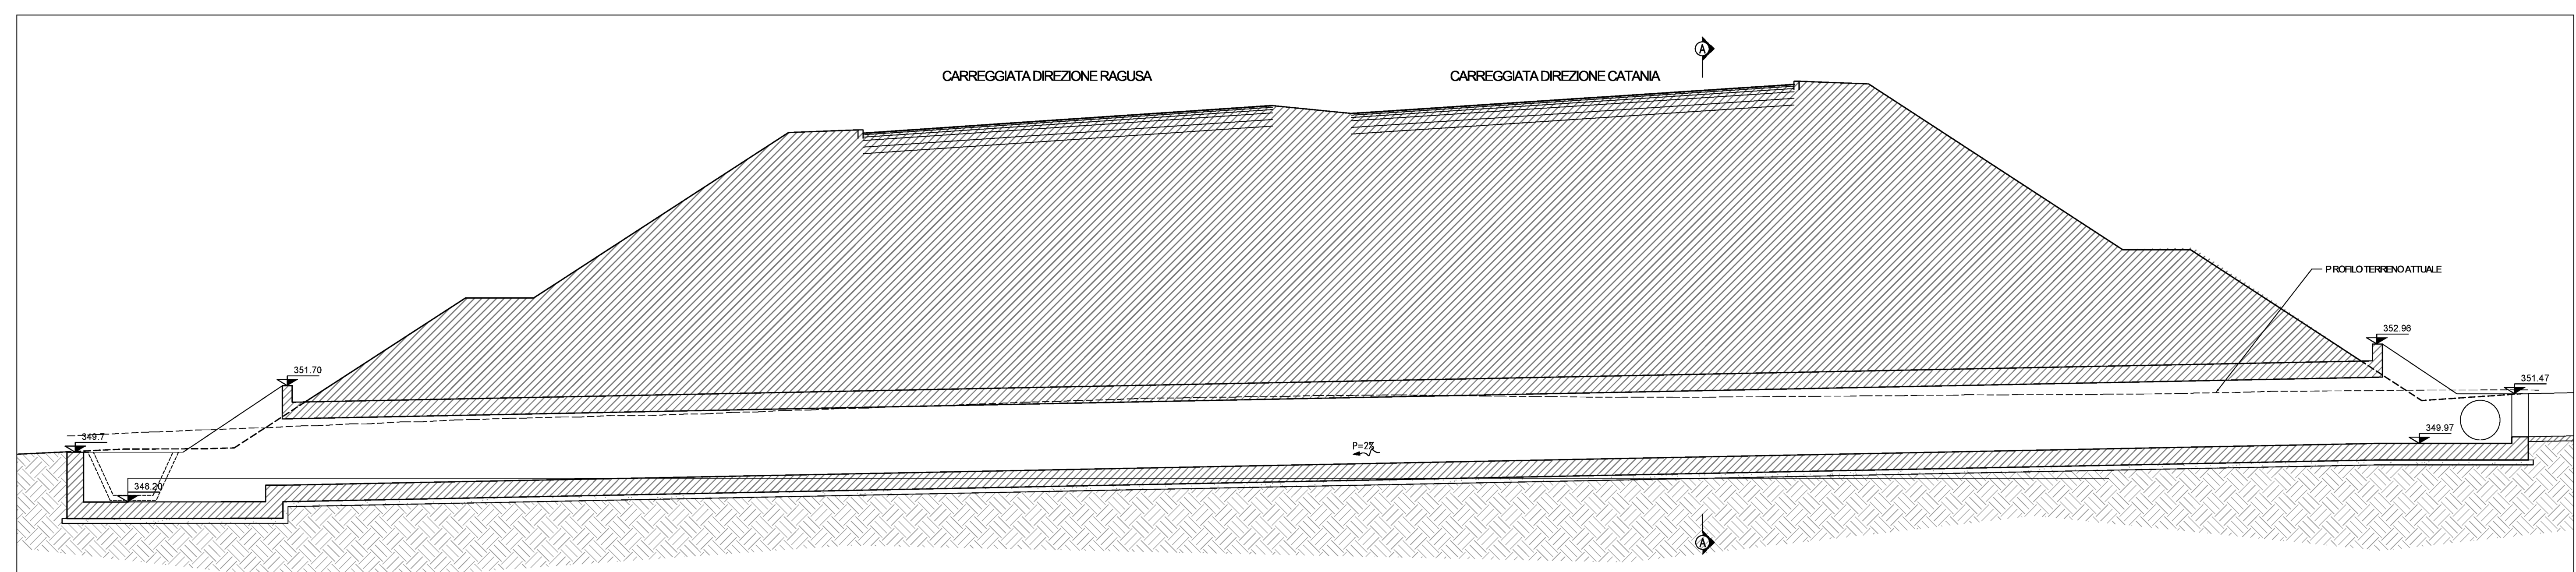 A
CARREGGIATA DIREZIONE RAGUSA
CARREGGIATA DIREZIONE CATANIA
PROFILO TERRENO ATTUALE
352.96
351.70
351.47
349.7
349.97
P=2%
348.20
A